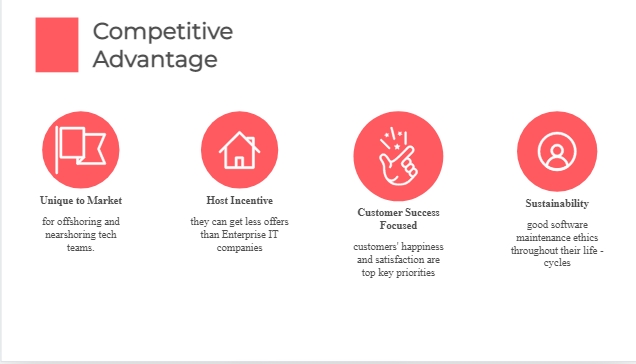 Competitive
Advantage
Unique to Market
for offshoring and
nearshoring tech
teams.
Host Incentive
they can get less offers
than Enterprise IT
companies
Customer Success
Focused
customers' happiness
and satisfaction are
top key priorities
Sustainability
good software
maintenance ethics
throughout their life -
cycles